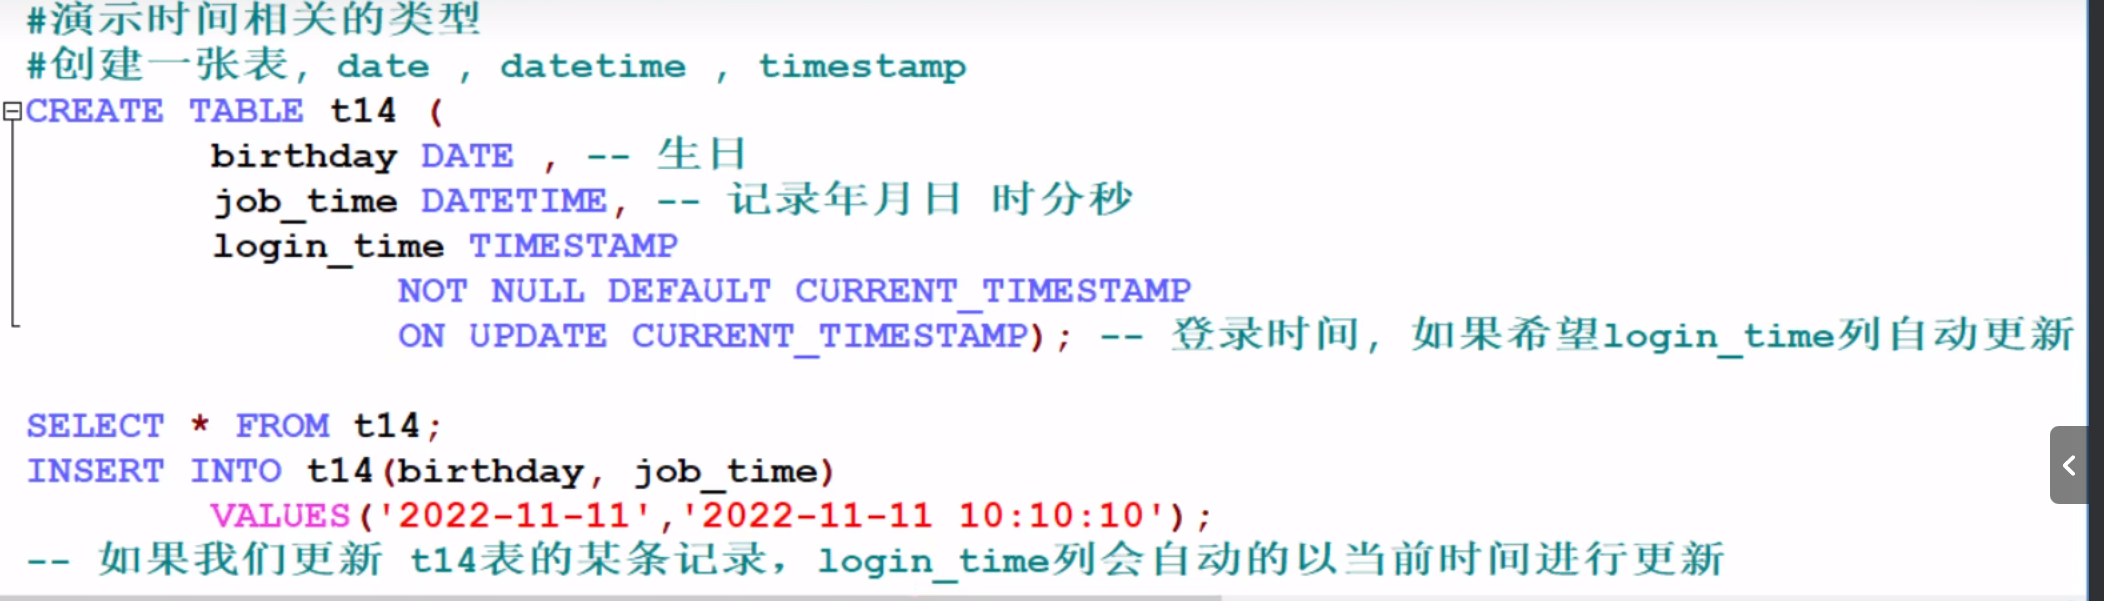 #演示时间相关的类型
#创建一张表, date , datetime , timestamp
CREATE TABLE t14 (
birthday DATE , -- 生日
job_time DATETIME, -- 记录年月日 时分秒
login_time TIMESTAMP
NOT NULL DEFAULT CURRENT_TIMESTAMP
ON UPDATE CURRENT_TIMESTAMP); -- 登录时间, 如果希望login_time列自动更新
SELECT * FROM t14;
INSERT INTO t14(birthday, job_time)
VALUES('2022-11-11','2022-11-11 10:10:10');
-- 如果我们更新 t14表的某条记录，login_time列会自动的以当前时间进行更新